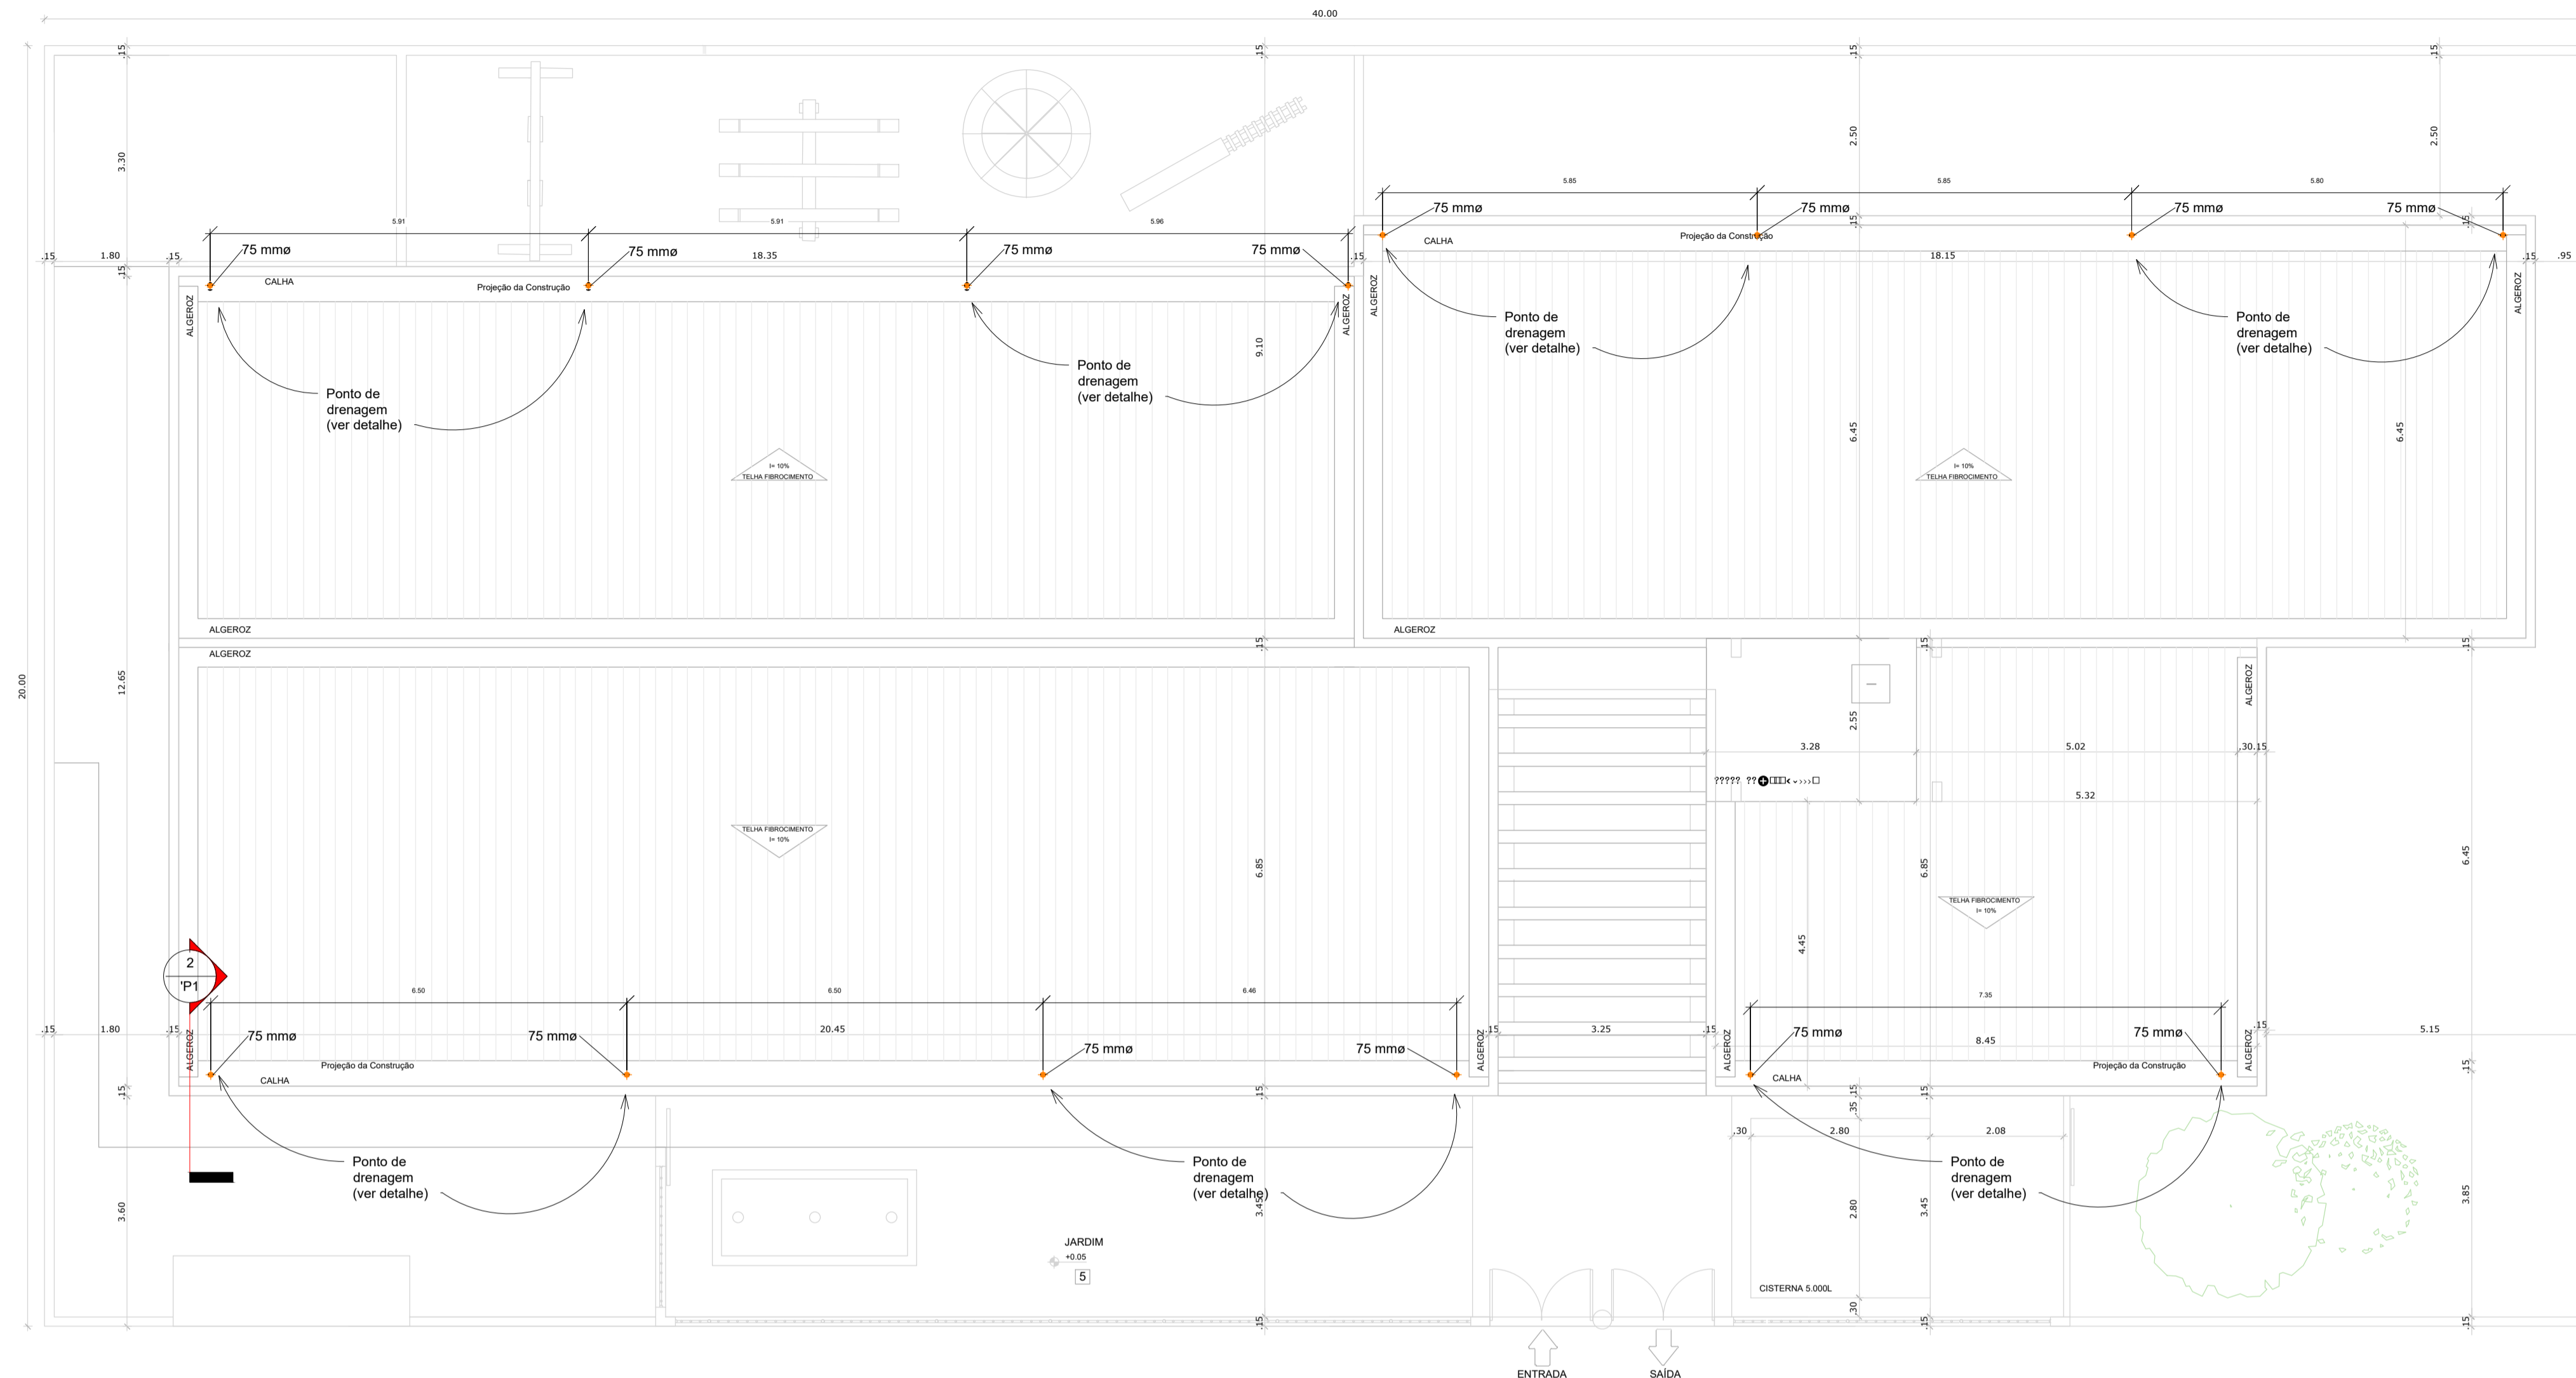 40.00
.15
.15
.15
.15
3.30
2.50
2.50
5.85
5.85
5.80
75 mmø
75 mmø
75 mmø
75 mmø
.15
.15
5.91
5.91
5.96
CALHA
Projeção da Construção
75 mmø
75 mmø
75 mmø
75 mmø
.15
1.80
.15
18.35
.15
18.15
.15
.95
.15
CALHA
Projeção da Construção
ALGEROZ
ALGEROZ
ALGEROZ
ALGEROZ
Ponto de
drenagem
(ver detalhe)
Ponto de
drenagem
(ver detalhe)
9.10
Ponto de
drenagem
(ver detalhe)
Ponto de
drenagem
(ver detalhe)
6.45
6.45
I= 10%
TELHA FIBROCIMENTO
I= 10%
TELHA FIBROCIMENTO
ALGEROZ
ALGEROZ
ALGEROZ
.15
.15
.15
20.00
12.65
ALGEROZ
2.55
3.28
5.02
.30
.15
????? ??
5.32
TELHA FIBROCIMENTO
I= 10%
6.85
6.85
6.45
4.45
TELHA FIBROCIMENTO
I= 10%
2
'P1
6.50
6.50
6.46
7.35
.15
1.80
.15
75 mmø
75 mmø
20.45
75 mmø
75 mmø
.15
3.25
.15
75 mmø
75 mmø
8.45
.15
5.15
ALGEROZ
ALGEROZ
ALGEROZ
ALGEROZ
Projeção da Construção
CALHA
Projeção da Construção
CALHA
.15
.15
.15
.15
.15
.35
.30
2.80
2.08
Ponto de
drenagem
(ver detalhe)
Ponto de
drenagem
(ver detalhe)
Ponto de
drenagem
(ver detalhe)
3.60
3.45
2.80
3.45
3.85
JARDIM
+0.05
5
CISTERNA 5.000L
.30
.15
.15
.15
ENTRADA
SAÍDA